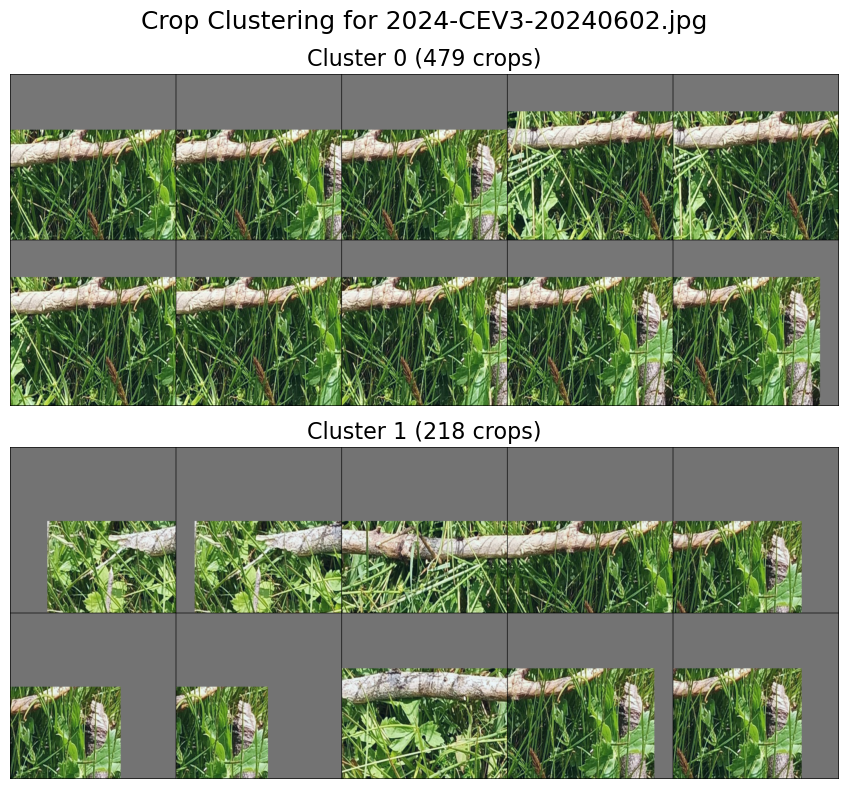 Crop Clustering for 2024-CEV3-20240602.jpg
Cluster 0 (479 crops)
Cluster 1 (218 crops)